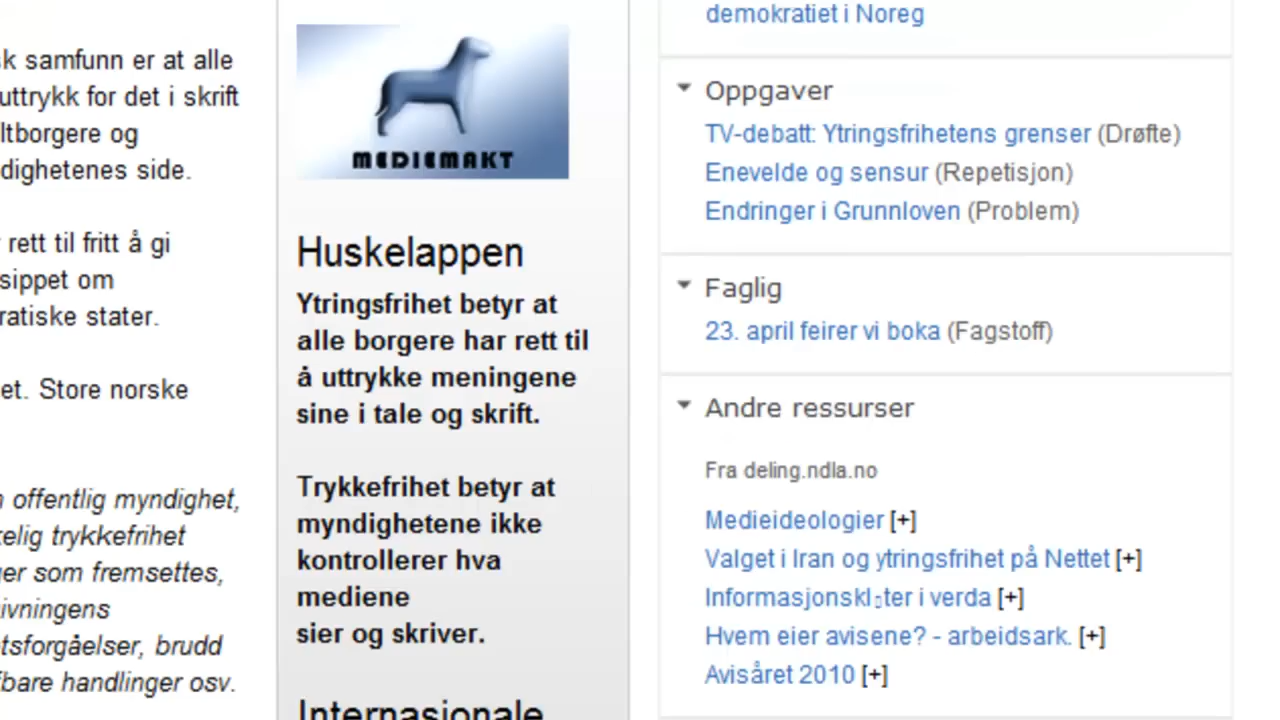 sk samfunn er at alle
uttrykk for det i skrift
ltborgere og
dighetenes side.
rett til fritt å gi
sippet om
ratiske stater.
et. Store norske
n offentlig myndighet,
elig trykkefrihet
ger som fremsettes,
ivningens
tsforgåelser, brudd
fbare handlinger osv.
MEDIEMAKT
Huskelappen
Ytringsfrihet betyr at
alle borgere har rett til
å uttrykke meningene
sine i tale og skrift.
Trykkefrihet betyr at
myndighetene ikke
kontrollerer hva
mediene
sier og skriver.
Internasjonale
demokratiet i Noreg
Oppgaver
TV-debatt: Ytringsfrihetens grenser (Drøfte)
Enevelde og sensur (Repetisjon)
Endringer i Grunnloven (Problem)
Faglig
23. april feirer vi boka (Fagstoff)
Andre ressurser
Fra deling.ndla.no
Medieideologier [+]
Valget i Iran og ytringsfrihet på Nettet [+]
Informasjonskl▯ter i verda [+]
Hvem eier avisene? - arbeidsark. [+]
Avisåret 2010 [+]